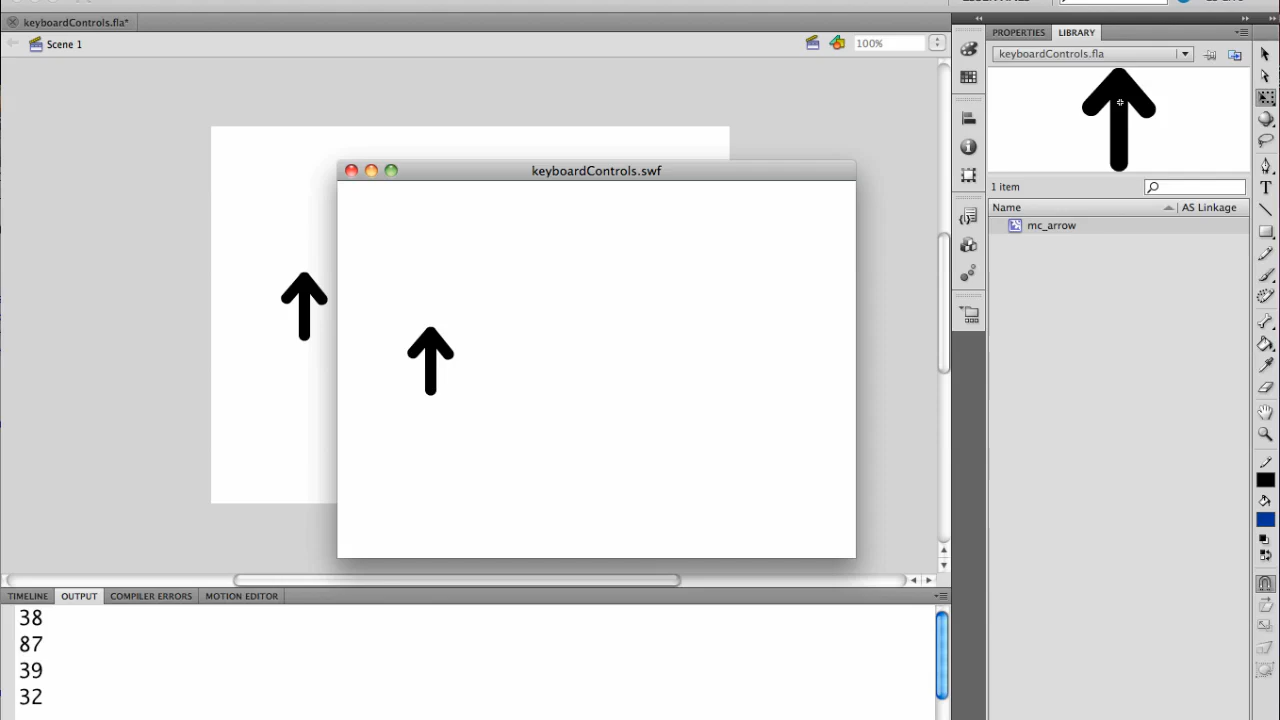 keyboardControls.fla*
Scene 1
100%
PROPERTIES LIBRARY
keyboardControls.fla
1 item
Name AS Linkage
mc_arrow
keyboardControls.swf
TIMELINE OUTPUT COMPILER ERRORS MOTION EDITOR
38
87
39
32